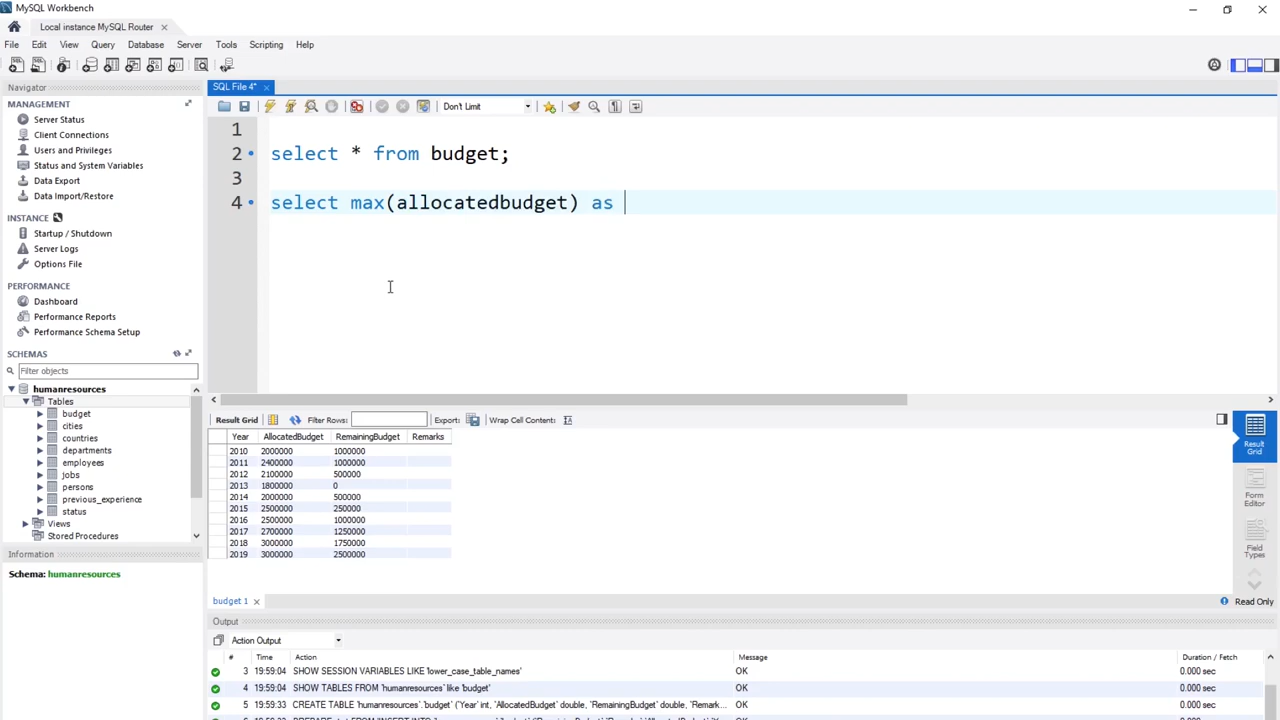 MySQL Workbench
Local instance MySQL Router
File Edit View Query Database Server Tools Scripting Help
Navigator
MANAGEMENT
Server Status
Client Connections
Users and Privileges
Status and System Variables
Data Export
Data Import/Restore
INSTANCE
Startup / Shutdown
Server Logs
Options File
PERFORMANCE
Dashboard
Performance Reports
Performance Schema Setup
SCHEMAS
Filter objects
humanresources
Tables
budget
cities
countries
departments
employees
jobs
persons
previous_experience
status
Views
Stored Procedures
Information
Schema: humanresources
SQL File 4*
Don't Limit
1
2 select * from budget;
3
4 select max(allocatedbudget) as
Result Grid Filter Rows: Export: Wrap Cell Content:
Year AllocatedBudget RemainingBudget Remarks
2010 2000000 1000000
2011 2400000 1000000
2012 2100000 500000
2013 1800000 0
2014 2000000 500000
2015 2500000 250000
2016 2500000 1000000
2017 2700000 1250000
2018 3000000 1750000
2019 3000000 2500000
Result Grid
Form Editor
Field Types
budget 1
Read Only
Output
Action Output
# Time Action Message Duration / Fetch
3 19:59:04 SHOW SESSION VARIABLES LIKE 'lower_case_table_names' OK 0.000 sec
4 19:59:04 SHOW TABLES FROM 'humanresources' like 'budget' OK 0.000 sec
5 19:59:33 CREATE TABLE 'humanresources'.'budget' ('Year' int, 'AllocatedBudget' double, 'RemainingBudget' double, 'Remark... OK 0.000 sec